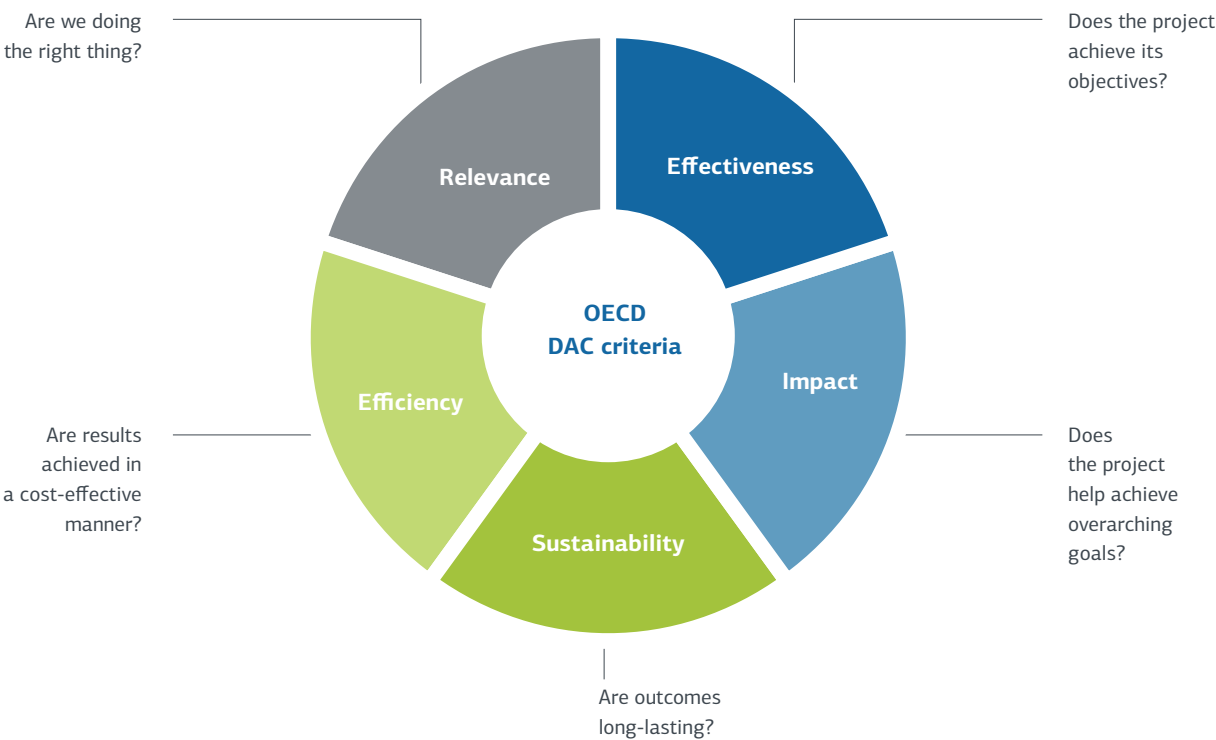 Are we doing
the right thing?
Does the project
achieve its
objectives?
Relevance
Effectiveness
OECD
DAC criteria
Efficiency
Impact
Sustainability
Are results
achieved in
a cost-effective
manner?
Does
the project
help achieve
overarching
goals?
Are outcomes
long-lasting?